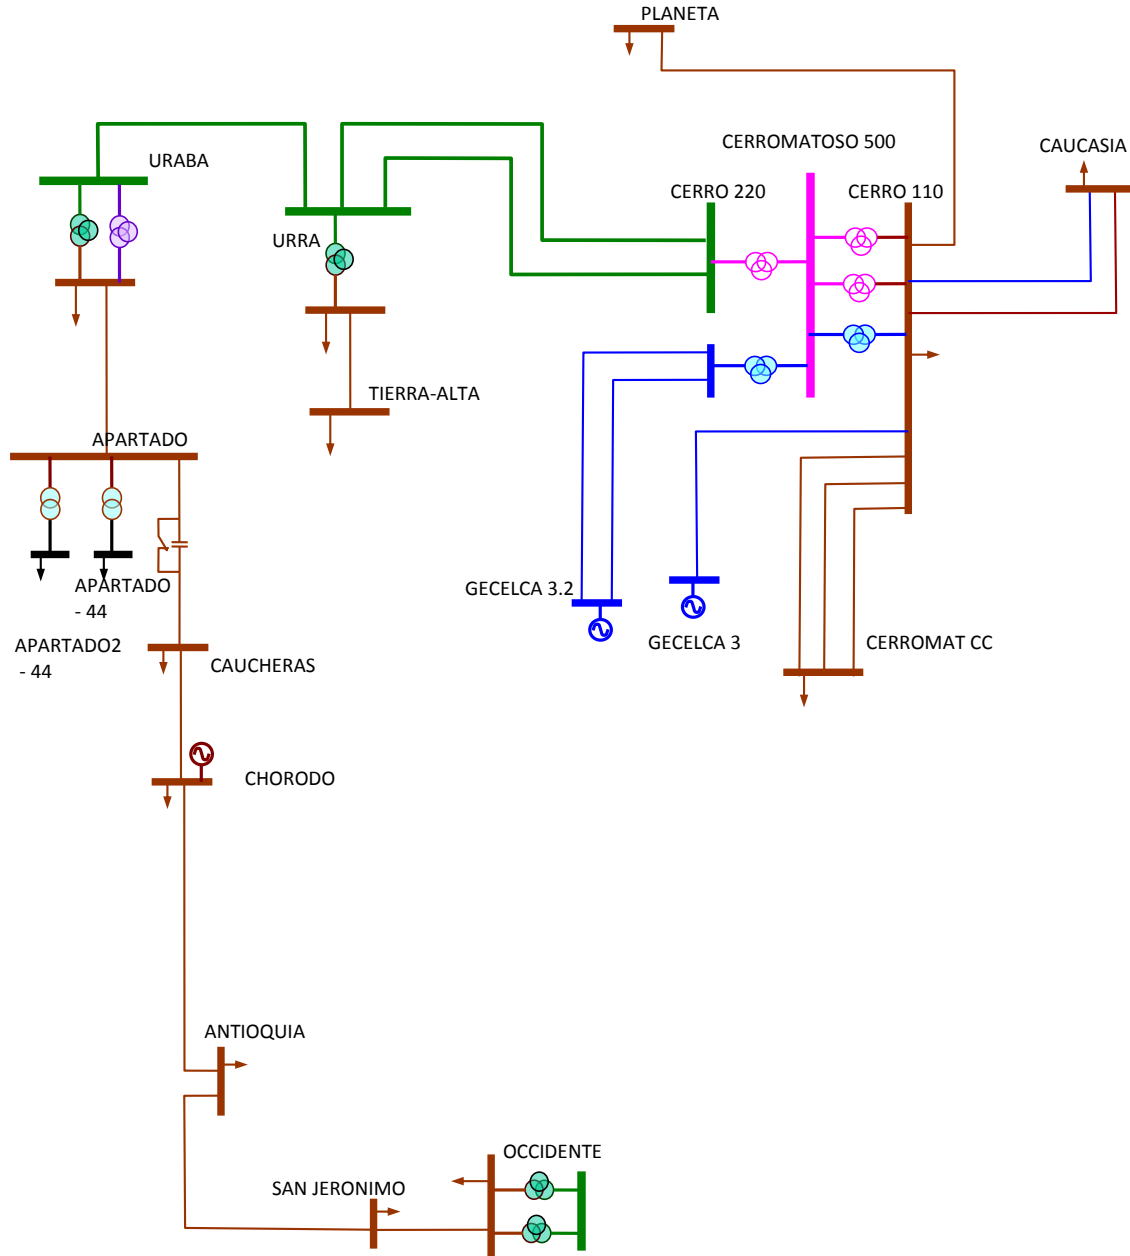 PLANETA
CERROMATOSO 500
CAUCASIA
URABA
CERRO 220
CERRO 110
URRA
TIERRA-ALTA
APARTADO
APARTADO
- 44
GECELCA 3.2
GECELCA 3
CERROMAT CC
APARTADO2
- 44
CAUCHERAS
CHORODO
ANTIOQUIA
OCCIDENTE
SAN JERONIMO